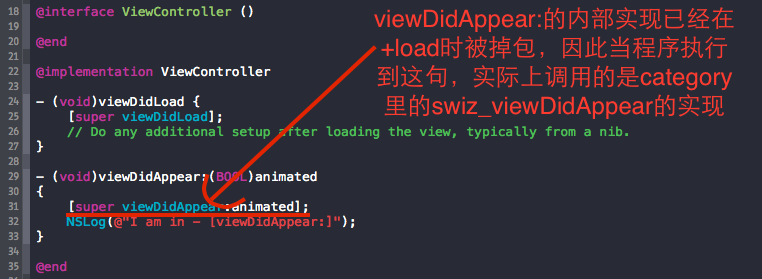 18 @interface ViewController ()
19
20 @end
21
22 @implementation ViewController
23
24 - (void)viewDidLoad {
25 [super viewDidLoad];
26 // Do any additional setup after loading the view, typically from a nib.
27 }
28
29 - (void)viewDidAppear:(BOOL)animated
30 {
31 [super viewDidAppear:animated];
32 NSLog(@"I am in - [viewDidAppear:]");
33 }
34
35 @end
viewDidAppear:的内部实现已经在
+load时被掉包，因此当程序执行
到这句，实际上调用的是category
里的swiz_viewDidAppear的实现